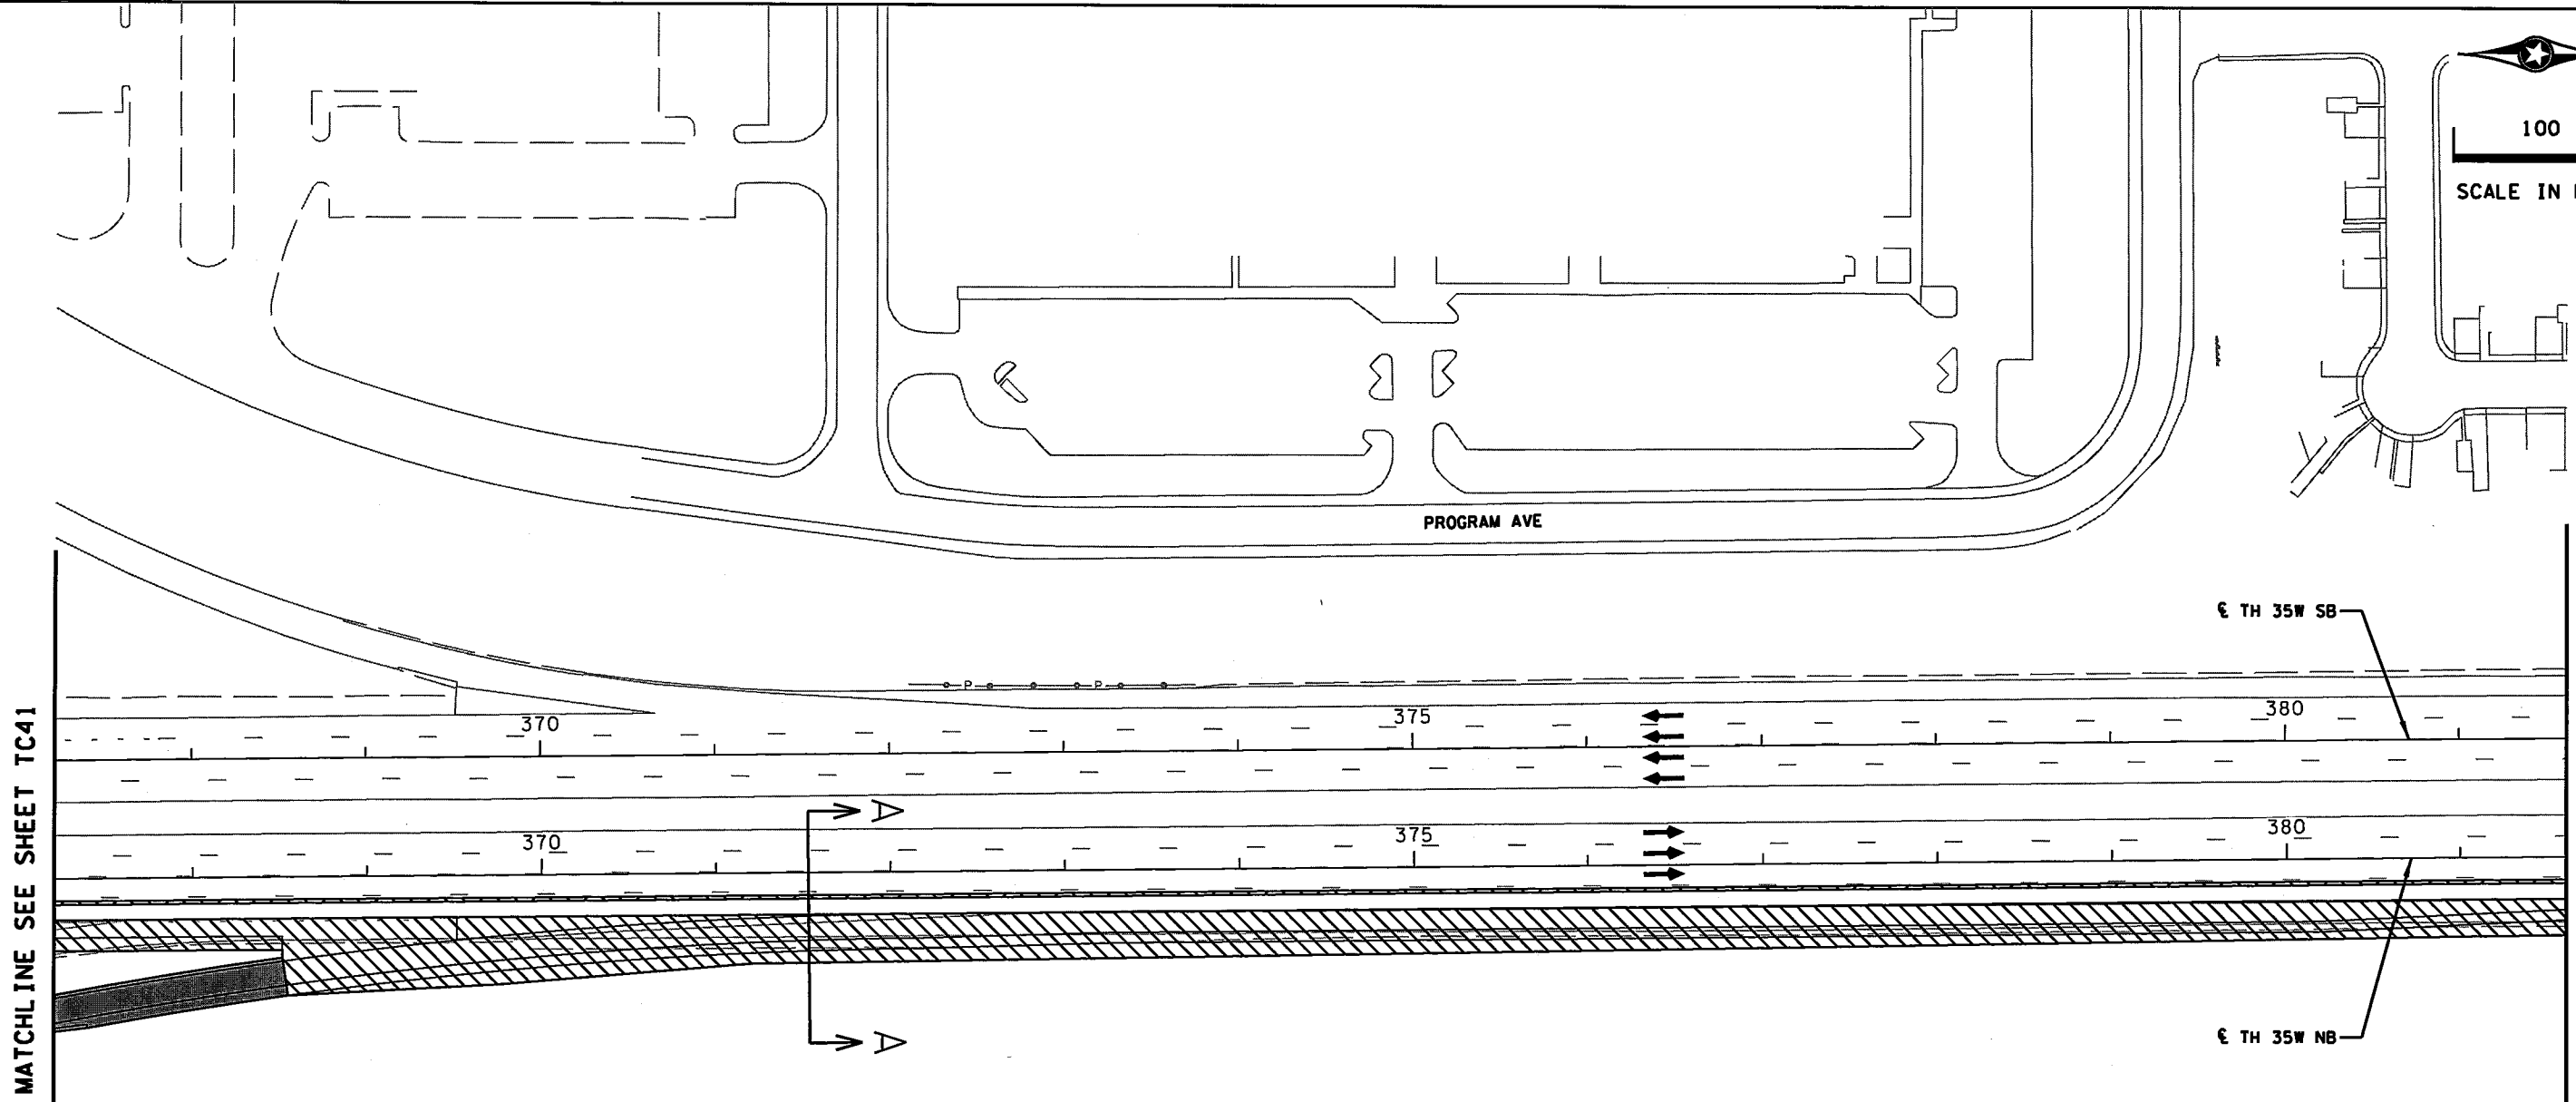 100
SCALE IN
PROGRAM AVE
℄ TH 35W SB
P P
370 375 380
A
370 375 380
A
℄ TH 35W NB
MATCHLINE SEE SHEET TC41